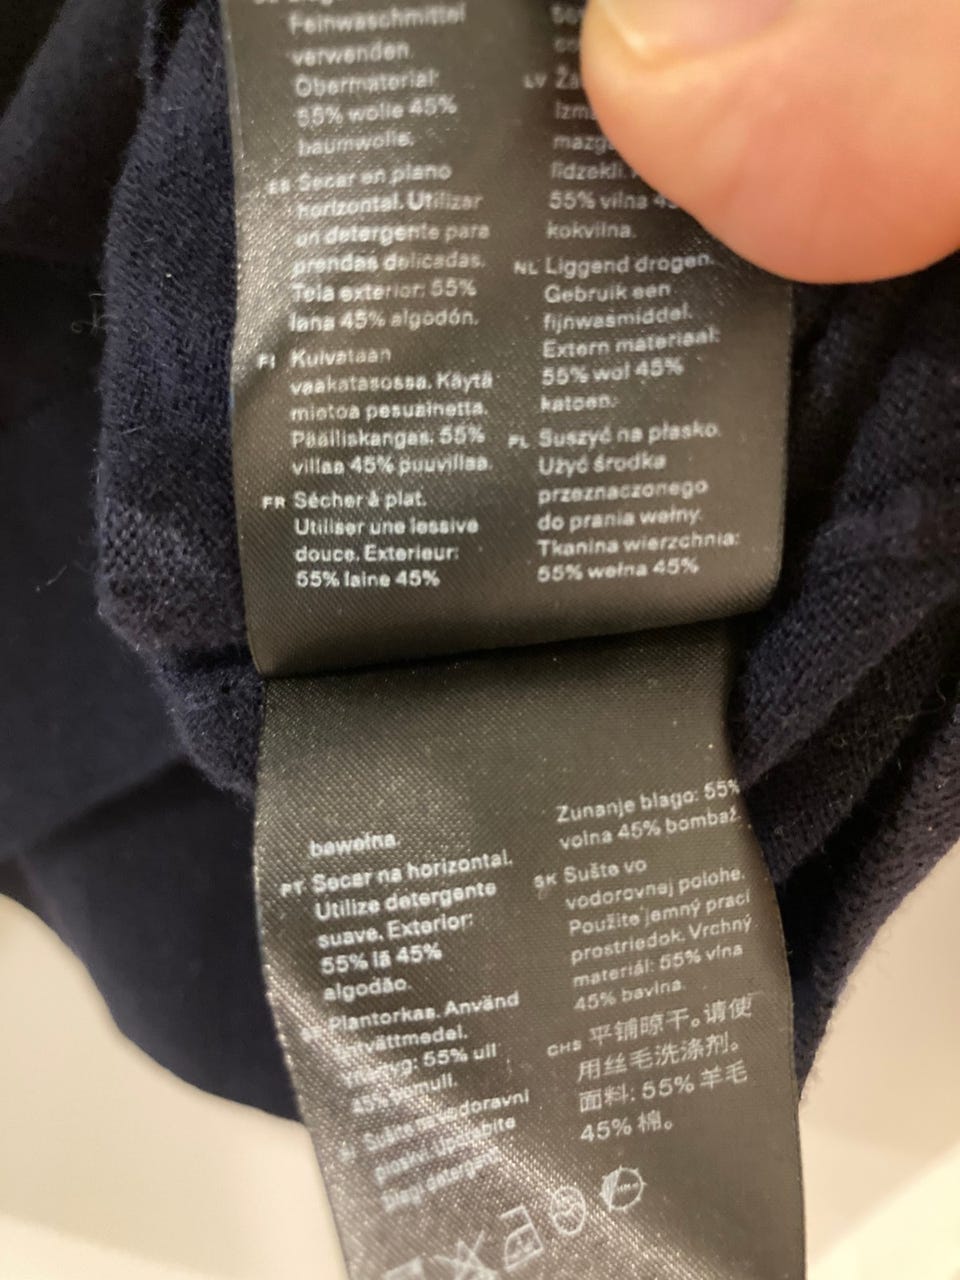 Feinwaschmittel
verwenden.
Obermaterial:
55% wolle 45%
baumwolle.
ES Secar en plano
horizontal. Utilizar
un detergente para
prendas delicadas.
Tela exterior: 55%
lana 45% algodón.
FI Kuivataan
vaakatasossa. Käytä
mietoa pesuainetta.
Päälliskangas: 55%
villaa 45% puuvillaa.
FR Sécher à plat.
Utiliser une lessive
douce. Exterieur:
55% laine 45%
LV
līdzekli.
55% vilna
kokvilna.
NL Liggend drogen.
Gebruik een
fijnwasmiddel.
Extern materiaal:
55% wol 45%
katoen.
PL Suszyć na płasko.
Użyć środka
przeznaczonego
do prania wełny.
Tkanina wierzchnia:
55% wełna 45%
bawełna.
PT Secar na horizontal.
Utilize detergente
suave. Exterior:
55% lã 45%
algodão.
Plantorkas. Använd
55% ull
45%
Sušite
Zunanje blago: 55%
volna 45% bombaž.
SK Sušte vo
vodorovnej polohe.
Použite jemný prací
prostriedok. Vrchný
materiál: 55% vlna
45% bavlna.
CHS 平铺晾干。请使
用丝毛洗涤剂。
面料: 55% 羊毛
45% 棉。